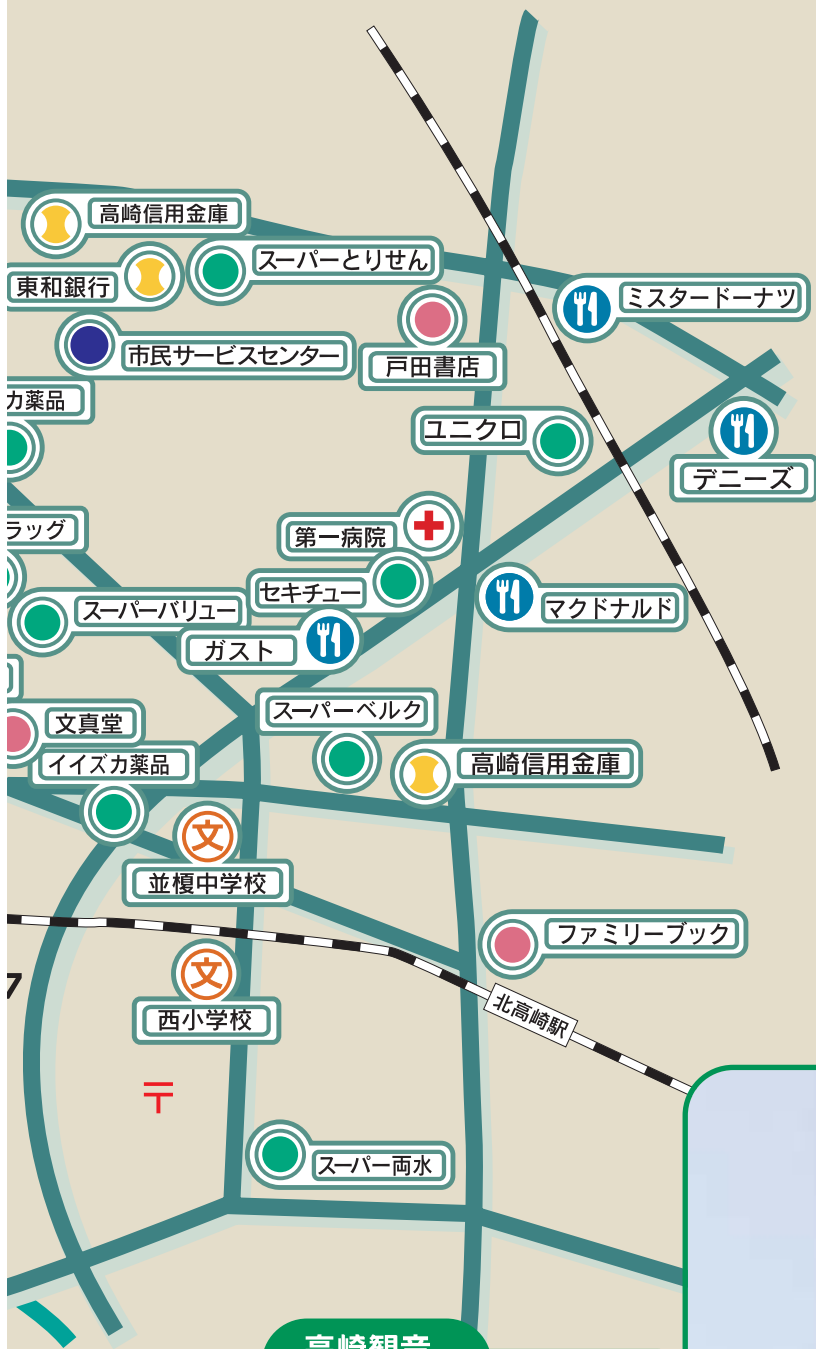 高崎信用金庫
スーパーとりせん
東和銀行
ミスタードーナツ
市民サービスセンター
戸田書店
カ薬品
ユニクロ
デニーズ
ラッグ
第一病院
セキチュー
スーパーバリュー
マクドナルド
ガスト
スーパーベルク
文真堂
イイズカ薬品
高崎信用金庫
文
並榎中学校
ファミリーブック
文
7
西小学校
北高崎駅
〒
スーパー両水
高崎観音